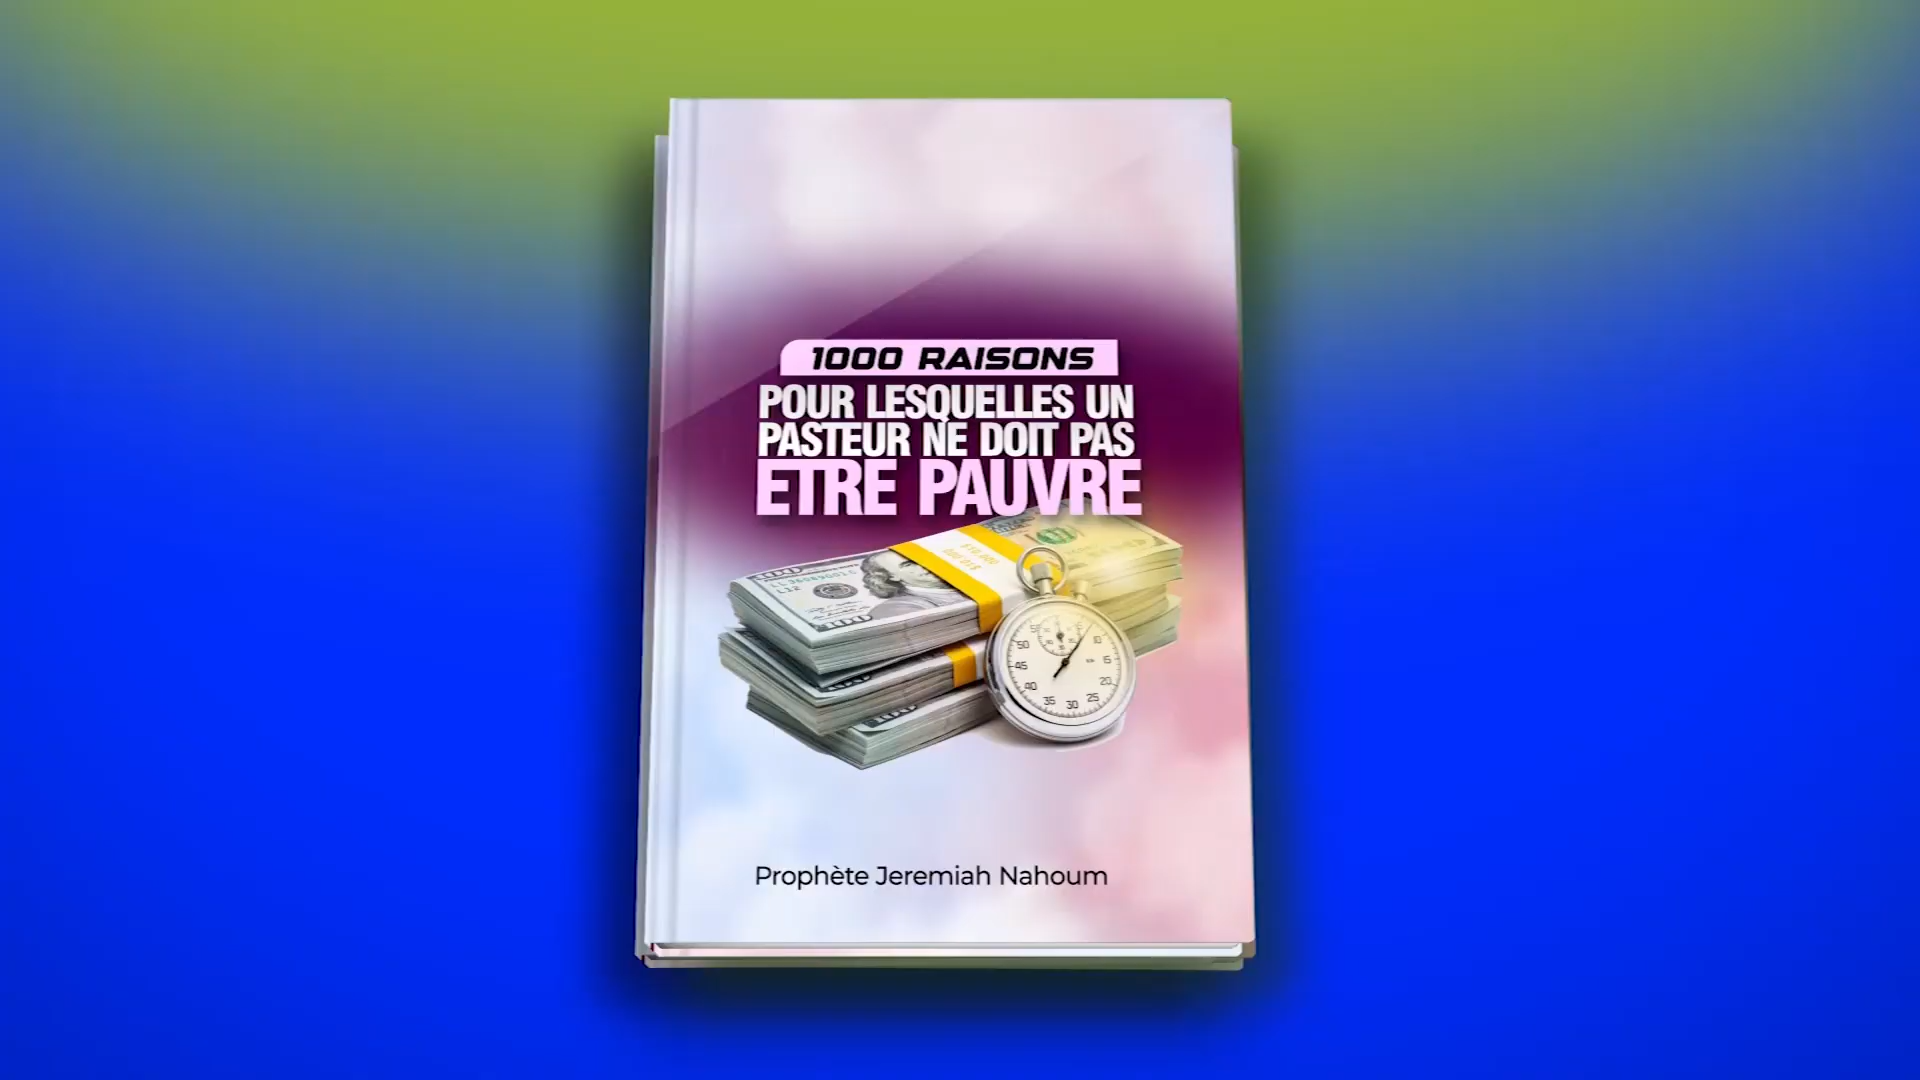 1000 RAISONS
POUR LESQUELLES UN
PASTEUR NE DOIT PAS
ETRE PAUVRE
Prophète Jeremiah Nahoum